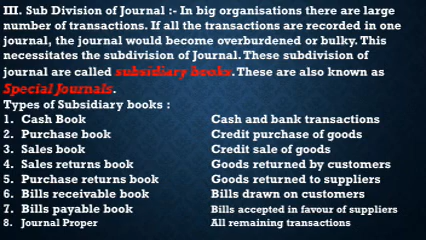 III. Sub Division of Journal :- In big organisations there are large
number of transactions. If all the transactions are recorded in one
journal, the journal would become overburdened or bulky. This
necessitates the subdivision of Journal. These subdivision of
journal are called subsidiary books. These are also known as
Special Journals.
Types of Subsidiary books :
1. Cash Book Cash and bank transactions
2. Purchase book Credit purchase of goods
3. Sales book Credit sale of goods
4. Sales returns book Goods returned by customers
5. Purchase returns book Goods returned to suppliers
6. Bills receivable book Bills drawn on customers
7. Bills payable book Bills accepted in favour of suppliers
8. Journal Proper All remaining transactions